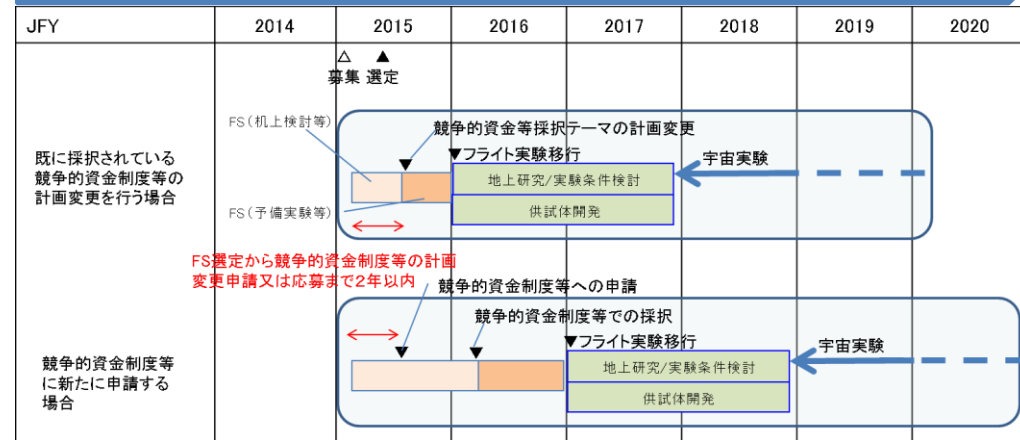 JFY 2014 2015 2016 2017 2018 2019 2020
△ ▲
募集 選定
FS(机上検討等)
競争的資金等採択テーマの計画変更
▼
▼フライト実験移行
宇宙実験
既に採択されている
競争的資金制度等の
計画変更を行う場合
地上研究/実験条件検討
供試体開発
FS(予備実験等)
FS選定から競争的資金制度等の計画
変更申請又は応募まで2年以内
競争的資金制度等への申請
競争的資金制度等での採択
▼
▼
▼フライト実験移行
宇宙実験
競争的資金制度等
に新たに申請する
場合
地上研究/実験条件検討
供試体開発